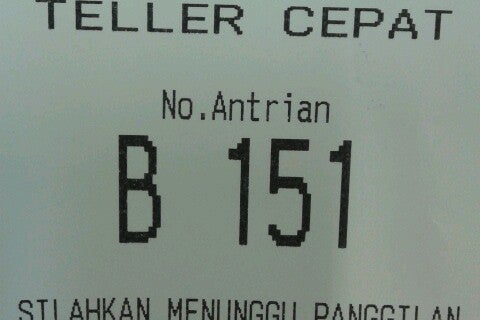 TELLER CEPAT
No.Antrian
B 151
SILAHKAN MENUNGGU PANGGILAN